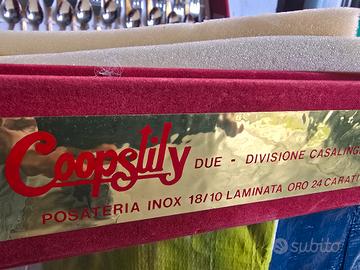 Coopstily DUE - DIVISIONE CASALING
POSATERIA INOX 18/10 LAMINATA ORO 24 CARATI
subito